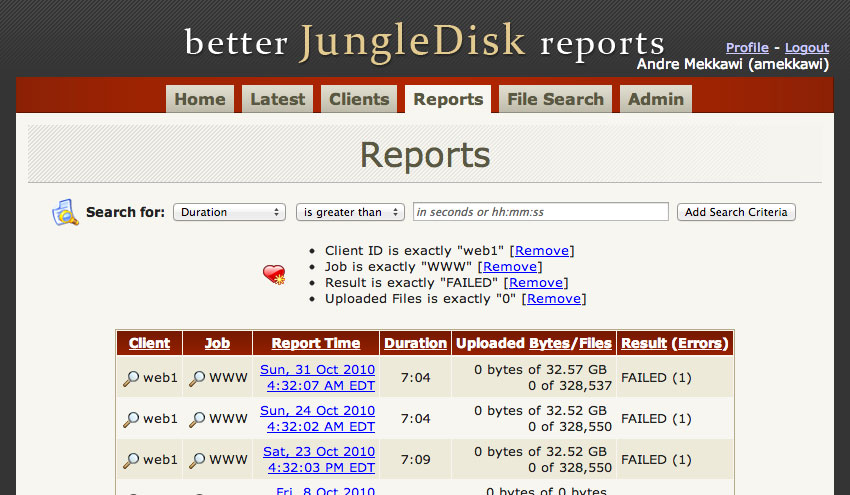 better JungleDisk reports
Profile - Logout
Andre Mekkawi (amekkawi)
Home Latest Clients Reports File Search Admin
Reports
Search for: Duration is greater than in seconds or hh:mm:ss Add Search Criteria
Client ID is exactly "web1" [Remove]
Job is exactly "WWW" [Remove]
Result is exactly "FAILED" [Remove]
Uploaded Files is exactly "0" [Remove]
Client Job Report Time Duration Uploaded Bytes/Files Result (Errors)
web1 WWW Sun, 31 Oct 2010 7:04 0 bytes of 32.57 GB FAILED (1)
4:32:07 AM EDT 0 of 328,537
web1 WWW Sun, 24 Oct 2010 7:04 0 bytes of 32.52 GB FAILED (1)
4:32:02 AM EDT 0 of 328,550
web1 WWW Sat, 23 Oct 2010 7:09 0 bytes of 32.52 GB FAILED (1)
4:32:03 PM EDT 0 of 328,550
Fri, 8 Oct 2010 0 bytes of 0 bytes